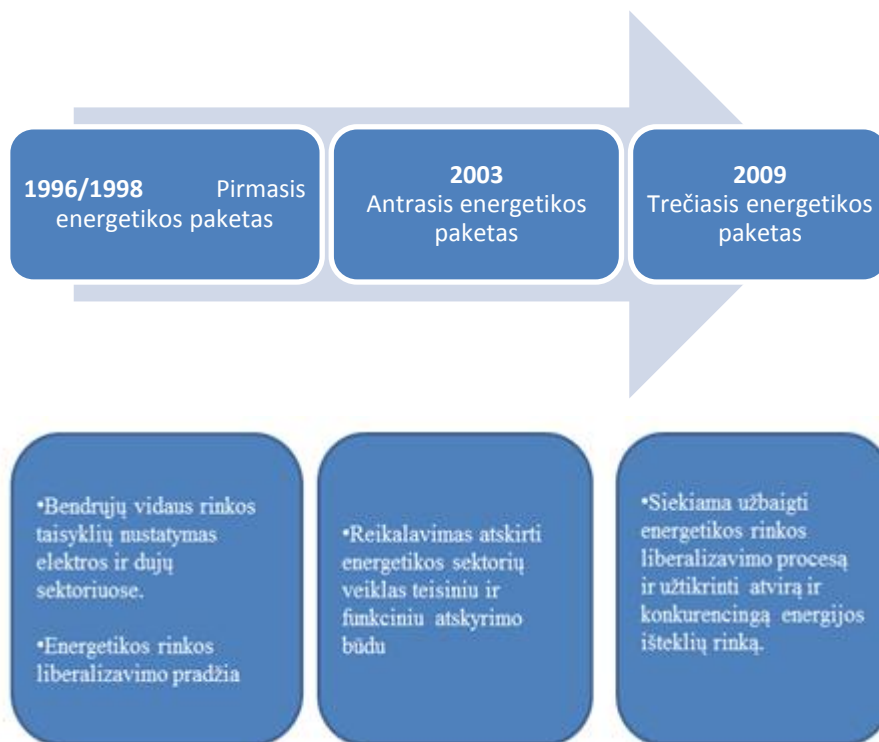 1996/1998 Pirmasis
energetikos paketas
2003
Antrasis energetikos
paketas
2009
Trečiasis energetikos
paketas
•Bendrųjų vidaus rinkos
taisyklių nustatymas
elektros ir dujų
sektoriuose.
•Energetikos rinkos
liberalizavimo pradžia
•Reikalavimas atskirti
energetikos sektorių
veiklas teisiniu ir
funkciniu atskyrimo
būdu
•Siekiama užbaigti
energetikos rinkos
liberalizavimo procesą
ir užtikrinti atvirą ir
konkurencingą energijos
išteklių rinką.